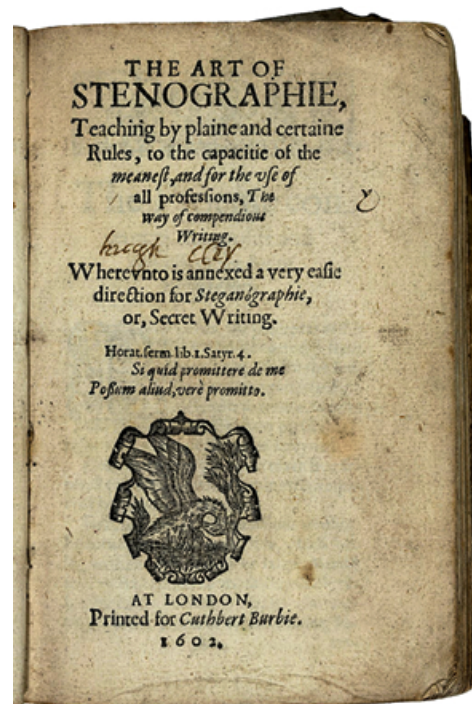 THE ART OF
STENOGRAPHIE,
Teaching by plaine and certaine
Rules, to the capacitie of the
meanest, and for the vſe of
all profeſsions, The
way of compendious
Writing.
Wherevnto is annexed a very eaſie
direction for Steganógraphie,
or, Secret Writing.
Horat. ſerm. lib. 1. Satyr. 4.
Si quid promittere de me
Poſſum aliud, verè promitto.
AT LONDON,
Printed for Cuthbert Burbie.
1602.